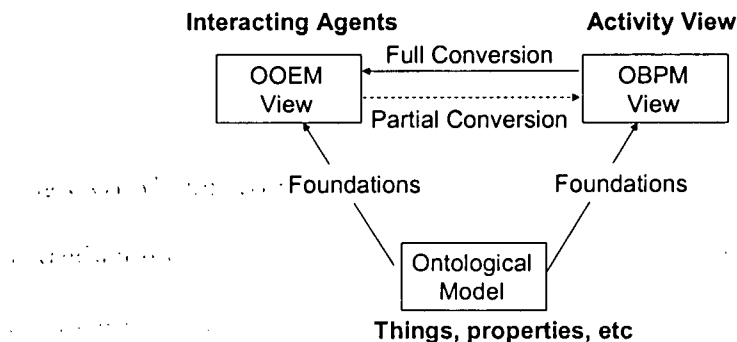 Interacting Agents
Activity View
Full Conversion
OOEM
View
OBPM
View
Partial Conversion
Foundations
Foundations
Ontological
Model
Things, properties, etc